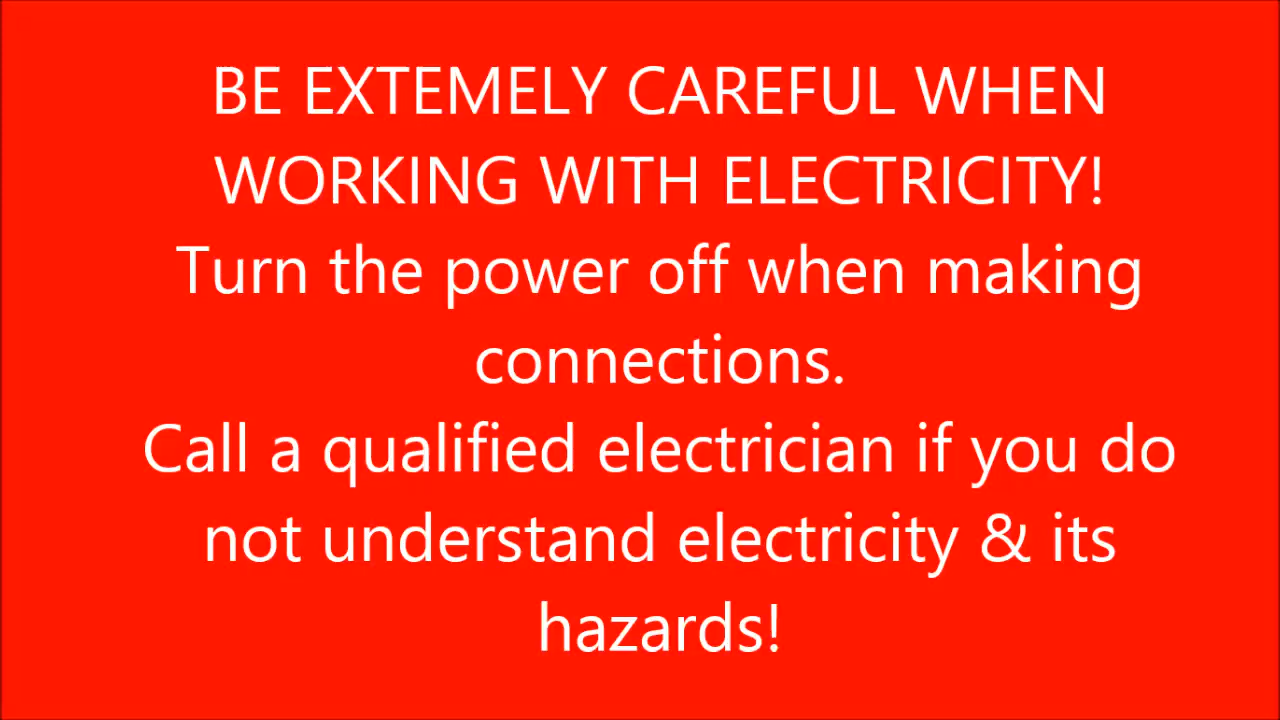 BE EXTEMELY CAREFUL WHEN
WORKING WITH ELECTRICITY!
Turn the power off when making
connections.
Call a qualified electrician if you do
not understand electricity & its
hazards!